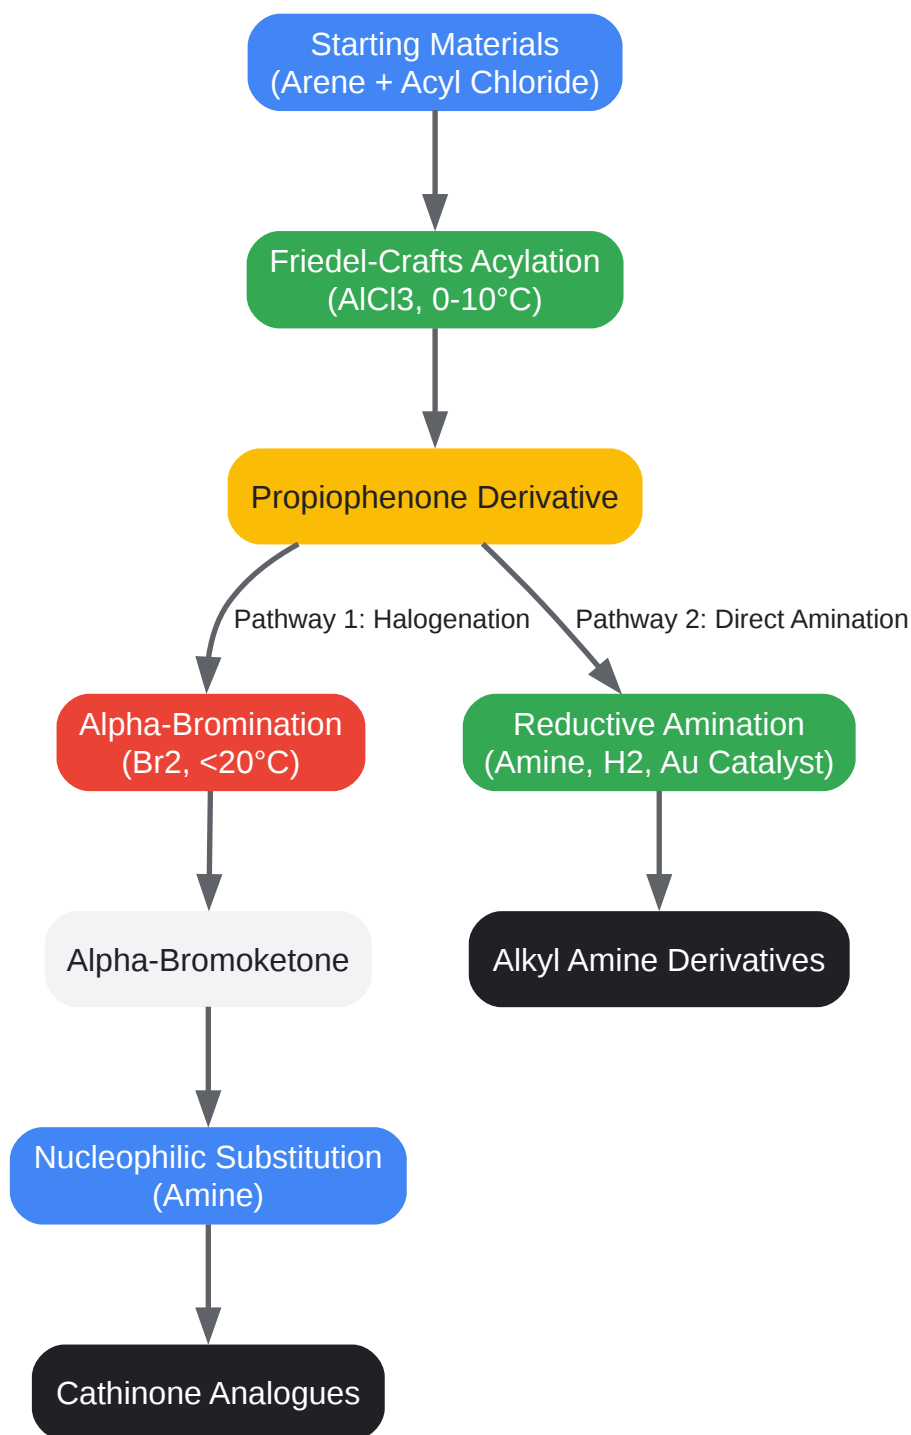 Starting Materials
(Arene + Acyl Chloride)
Friedel-Crafts Acylation
(AlCl3, 0-10°C)
Propiophenone Derivative
Pathway 1: Halogenation
Pathway 2: Direct Amination
Alpha-Bromination
(Br2, <20°C)
Reductive Amination
(Amine, H2, Au Catalyst)
Alpha-Bromoketone
Alkyl Amine Derivatives
Nucleophilic Substitution
(Amine)
Cathinone Analogues